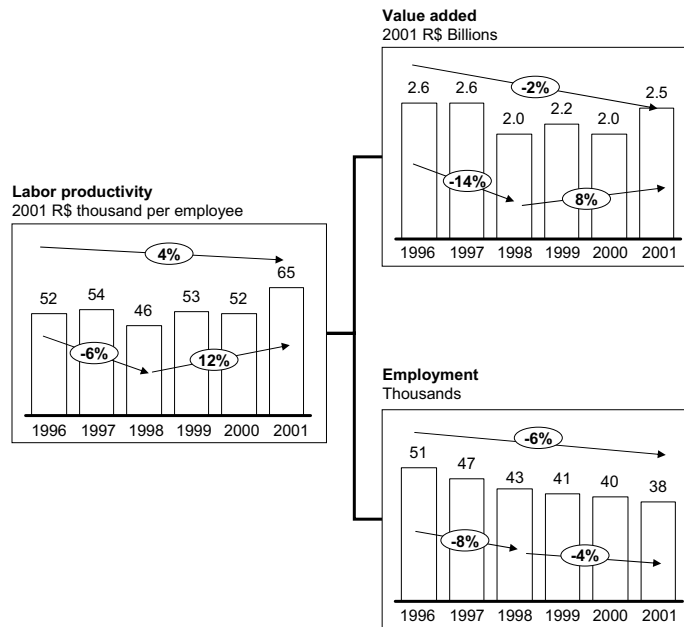 Value added
2001 R$ Billions
-2%
2.6 2.6 2.0 2.2 2.0 2.5
-14% 8%
1996 1997 1998 1999 2000 2001
Labor productivity
2001 R$ thousand per employee
4%
52 54 46 53 52 65
-6% 12%
1996 1997 1998 1999 2000 2001
Employment
Thousands
-6%
51 47 43 41 40 38
-8% -4%
1996 1997 1998 1999 2000 2001